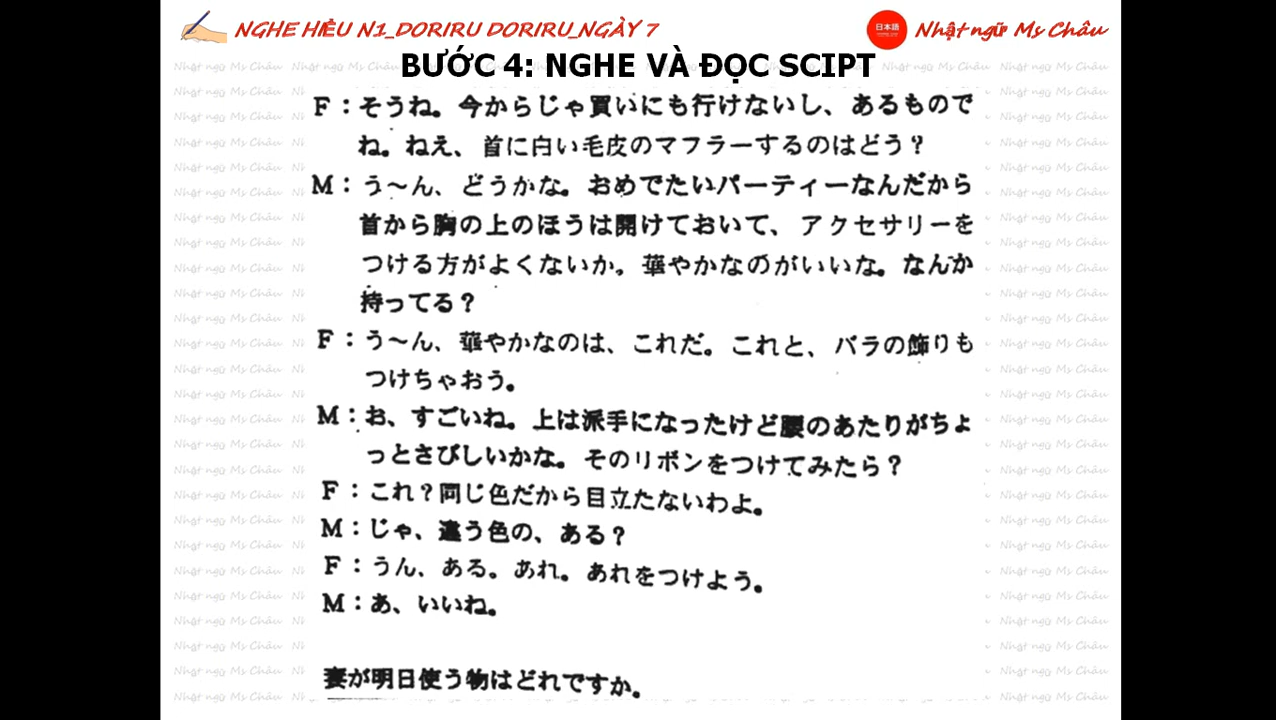 NGHE HIỂU N1_DORIRU DORIRU_NGÀY 7
日本語
Nhật ngữ Ms Châu
BƯỚC 4: NGHE VÀ ĐỌC SCIPT
F：そうね。今からじゃ買いにも行けないし、あるもので
ね。ねえ、首に白い毛皮のマフラーするのはどう？
M：う～ん、どうかな。おめでたいパーティーなんだから
首から胸の上のほうは開けておいて、アクセサリーを
つける方がよくないか。華やかなのがいいな。なんか
持ってる？
F：う～ん、華やかなのは、これだ。これと、バラの飾りも
つけちゃおう。
M：お、すごいね。上は派手になったけど腰のあたりがちょ
っとさびしいかな。そのリボンをつけてみたら？
F：これ？同じ色だから目立たないわよ。
M：じゃ、違う色の、ある？
F：うん、ある。あれ。あれをつけよう。
M：あ、いいね。
妻が明日使う物はどれですか。